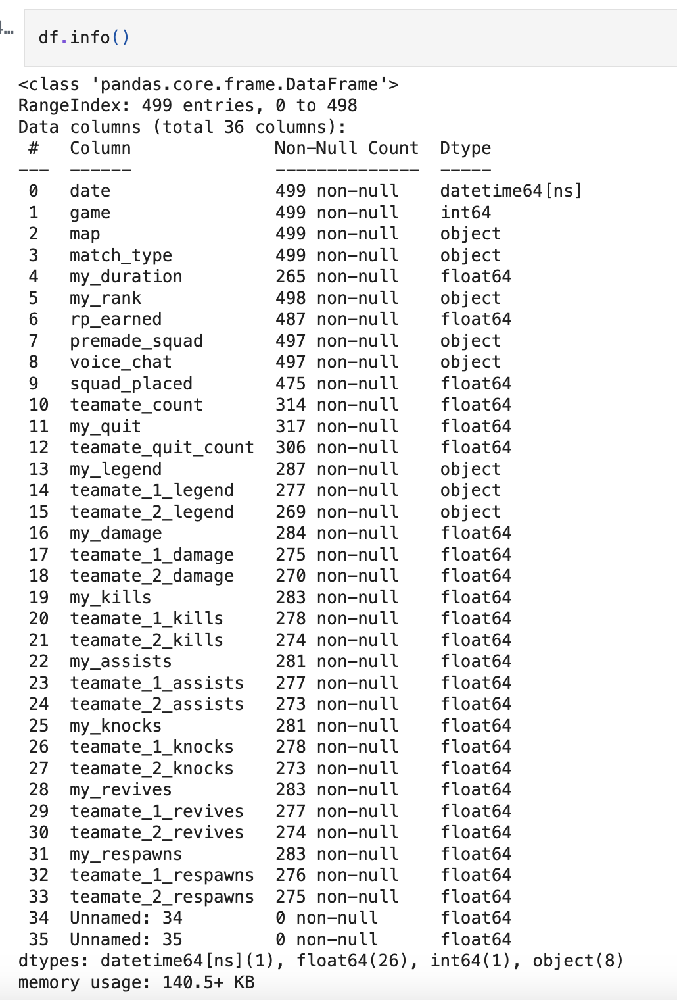 df.info()
<class 'pandas.core.frame.DataFrame'>
RangeIndex: 499 entries, 0 to 498
Data columns (total 36 columns):
 #   Column               Non-Null Count  Dtype
---  ------               --------------  -----
 0   date                 499 non-null    datetime64[ns]
 1   game                 499 non-null    int64
 2   map                  499 non-null    object
 3   match_type           499 non-null    object
 4   my_duration          265 non-null    float64
 5   my_rank              498 non-null    object
 6   rp_earned            487 non-null    float64
 7   premade_squad        497 non-null    object
 8   voice_chat           497 non-null    object
 9   squad_placed         475 non-null    float64
 10  teamate_count        314 non-null    float64
 11  my_quit              317 non-null    float64
 12  teamate_quit_count   306 non-null    float64
 13  my_legend            287 non-null    object
 14  teamate_1_legend     277 non-null    object
 15  teamate_2_legend     269 non-null    object
 16  my_damage            284 non-null    float64
 17  teamate_1_damage     275 non-null    float64
 18  teamate_2_damage     270 non-null    float64
 19  my_kills             283 non-null    float64
 20  teamate_1_kills      278 non-null    float64
 21  teamate_2_kills      274 non-null    float64
 22  my_assists           281 non-null    float64
 23  teamate_1_assists    277 non-null    float64
 24  teamate_2_assists    273 non-null    float64
 25  my_knocks            281 non-null    float64
 26  teamate_1_knocks     278 non-null    float64
 27  teamate_2_knocks     273 non-null    float64
 28  my_revives           283 non-null    float64
 29  teamate_1_revives    277 non-null    float64
 30  teamate_2_revives    274 non-null    float64
 31  my_respawns          283 non-null    float64
 32  teamate_1_respawns   276 non-null    float64
 33  teamate_2_respawns   275 non-null    float64
 34  Unnamed: 34          0 non-null      float64
 35  Unnamed: 35          0 non-null      float64
dtypes: datetime64[ns](1), float64(26), int64(1), object(8)
memory usage: 140.5+ KB